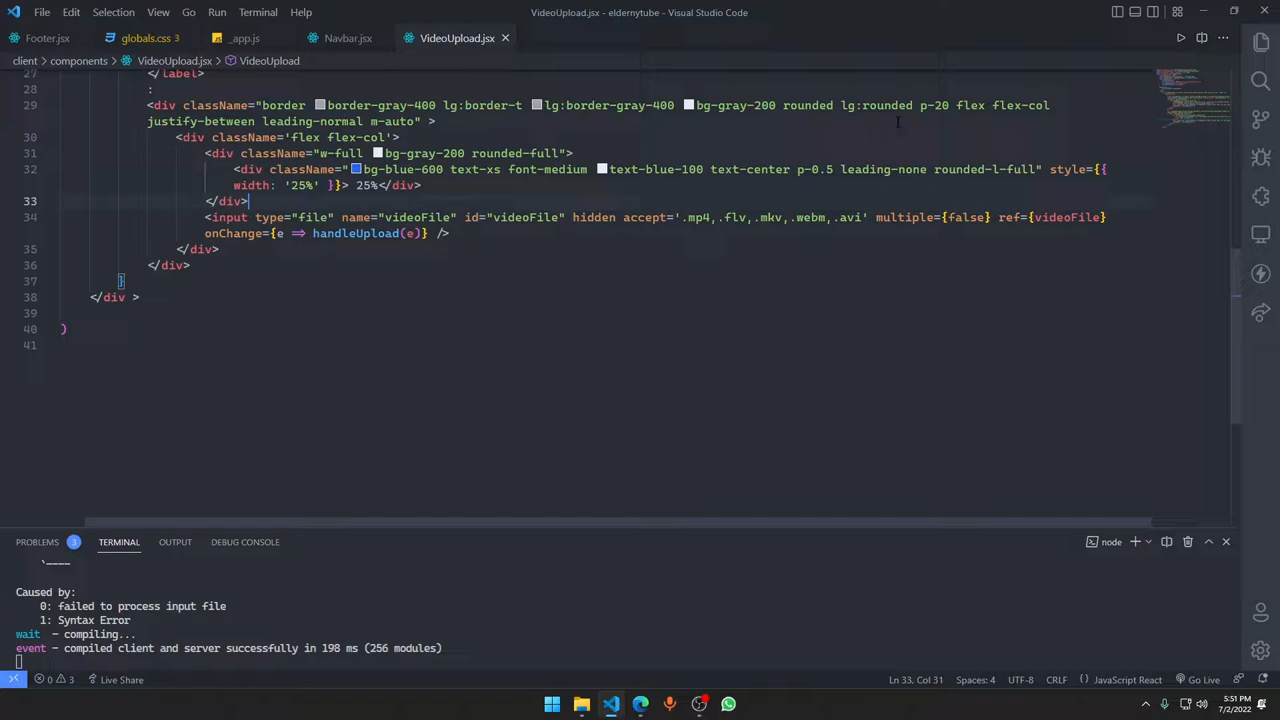 File Edit Selection View Go Run Terminal Help VideoUpload.jsx - eldernytube - Visual Studio Code
Footer.jsx globals.css 3 _app.js Navbar.jsx VideoUpload.jsx
client > components > VideoUpload.jsx > VideoUpload
27 </label>
28 :
29 <div className="border border-gray-400 lg:border-t lg:border-gray-400 bg-gray-200 rounded lg:rounded p-20 flex flex-col
justify-between leading-normal m-auto" >
30 <div className='flex flex-col'>
31 <div className="w-full bg-gray-200 rounded-full">
32 <div className="bg-blue-600 text-xs font-medium text-blue-100 text-center p-0.5 leading-none rounded-l-full" style={{
width: '25%' }}> 25%</div>
33 </div>
34 <input type="file" name="videoFile" id="videoFile" hidden accept='.mp4,.flv,.mkv,.webm,.avi' multiple={false} ref={videoFile}
onChange={e => handleUpload(e)} />
35 </div>
36 </div>
37 }
38 </div >
39
40 )
41
PROBLEMS 3 TERMINAL OUTPUT DEBUG CONSOLE node
`----
Caused by:
0: failed to process input file
1: Syntax Error
wait - compiling...
event - compiled client and server successfully in 198 ms (256 modules)
0 3 Live Share Ln 33, Col 31 Spaces: 4 UTF-8 CRLF { } JavaScript React Go Live
5:51 PM
7/2/2022